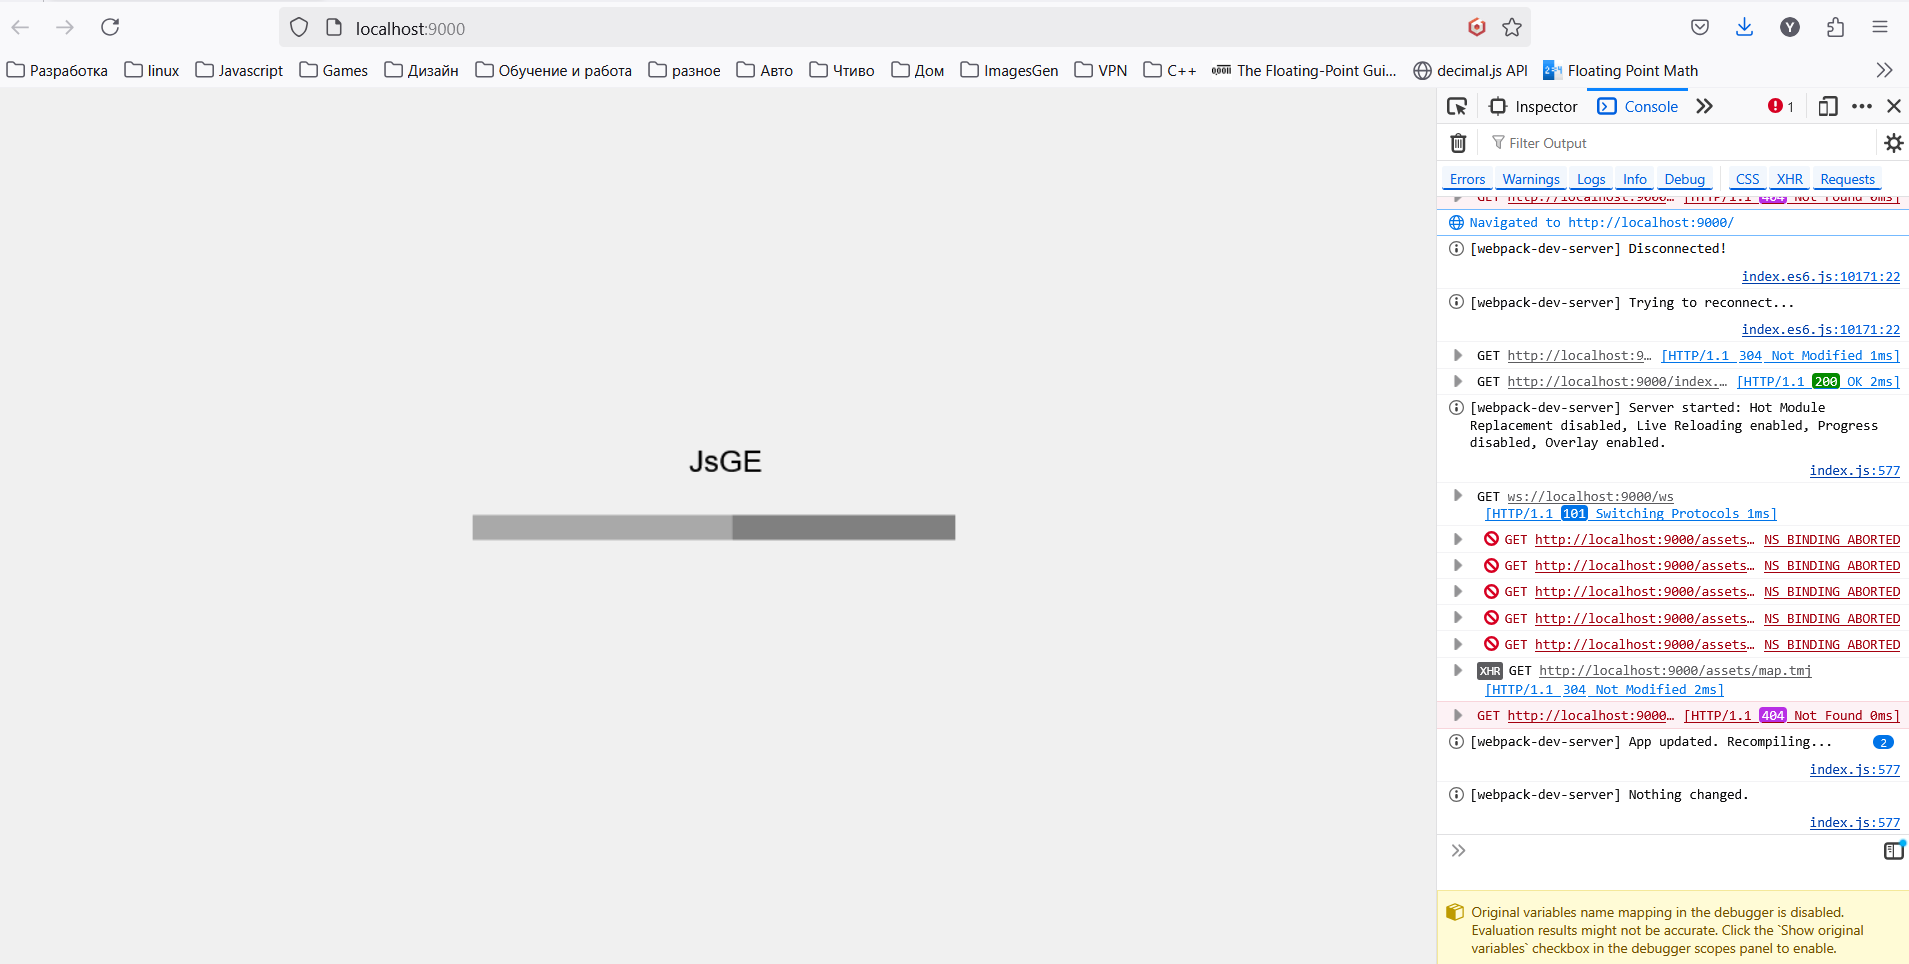 localhost:9000
Y
Разработка linux Javascript Games Дизайн Обучение и работа разное Авто Чтиво Дом ImagesGen VPN C++ The Floating-Point Gui... decimal.js API Floating Point Math
Inspector Console 1
Filter Output
Errors Warnings Logs Info Debug CSS XHR Requests
GET http://localhost:9000… [HTTP/1.1 404 Not Found 0ms]
Navigated to http://localhost:9000/
[webpack-dev-server] Disconnected!
index.es6.js:10171:22
[webpack-dev-server] Trying to reconnect...
index.es6.js:10171:22
GET http://localhost:9… [HTTP/1.1 304 Not Modified 1ms]
GET http://localhost:9000/index.… [HTTP/1.1 200 OK 2ms]
[webpack-dev-server] Server started: Hot Module
Replacement disabled, Live Reloading enabled, Progress
disabled, Overlay enabled.
index.js:577
GET ws://localhost:9000/ws
[HTTP/1.1 101 Switching Protocols 1ms]
GET http://localhost:9000/assets… NS_BINDING_ABORTED
GET http://localhost:9000/assets… NS_BINDING_ABORTED
GET http://localhost:9000/assets… NS_BINDING_ABORTED
GET http://localhost:9000/assets… NS_BINDING_ABORTED
GET http://localhost:9000/assets… NS_BINDING_ABORTED
XHR GET http://localhost:9000/assets/map.tmj
[HTTP/1.1 304 Not Modified 2ms]
GET http://localhost:9000… [HTTP/1.1 404 Not Found 0ms]
[webpack-dev-server] App updated. Recompiling... 2
index.js:577
[webpack-dev-server] Nothing changed.
index.js:577
Original variables name mapping in the debugger is disabled.
Evaluation results might not be accurate. Click the `Show original
variables` checkbox in the debugger scopes panel to enable.
JsGE